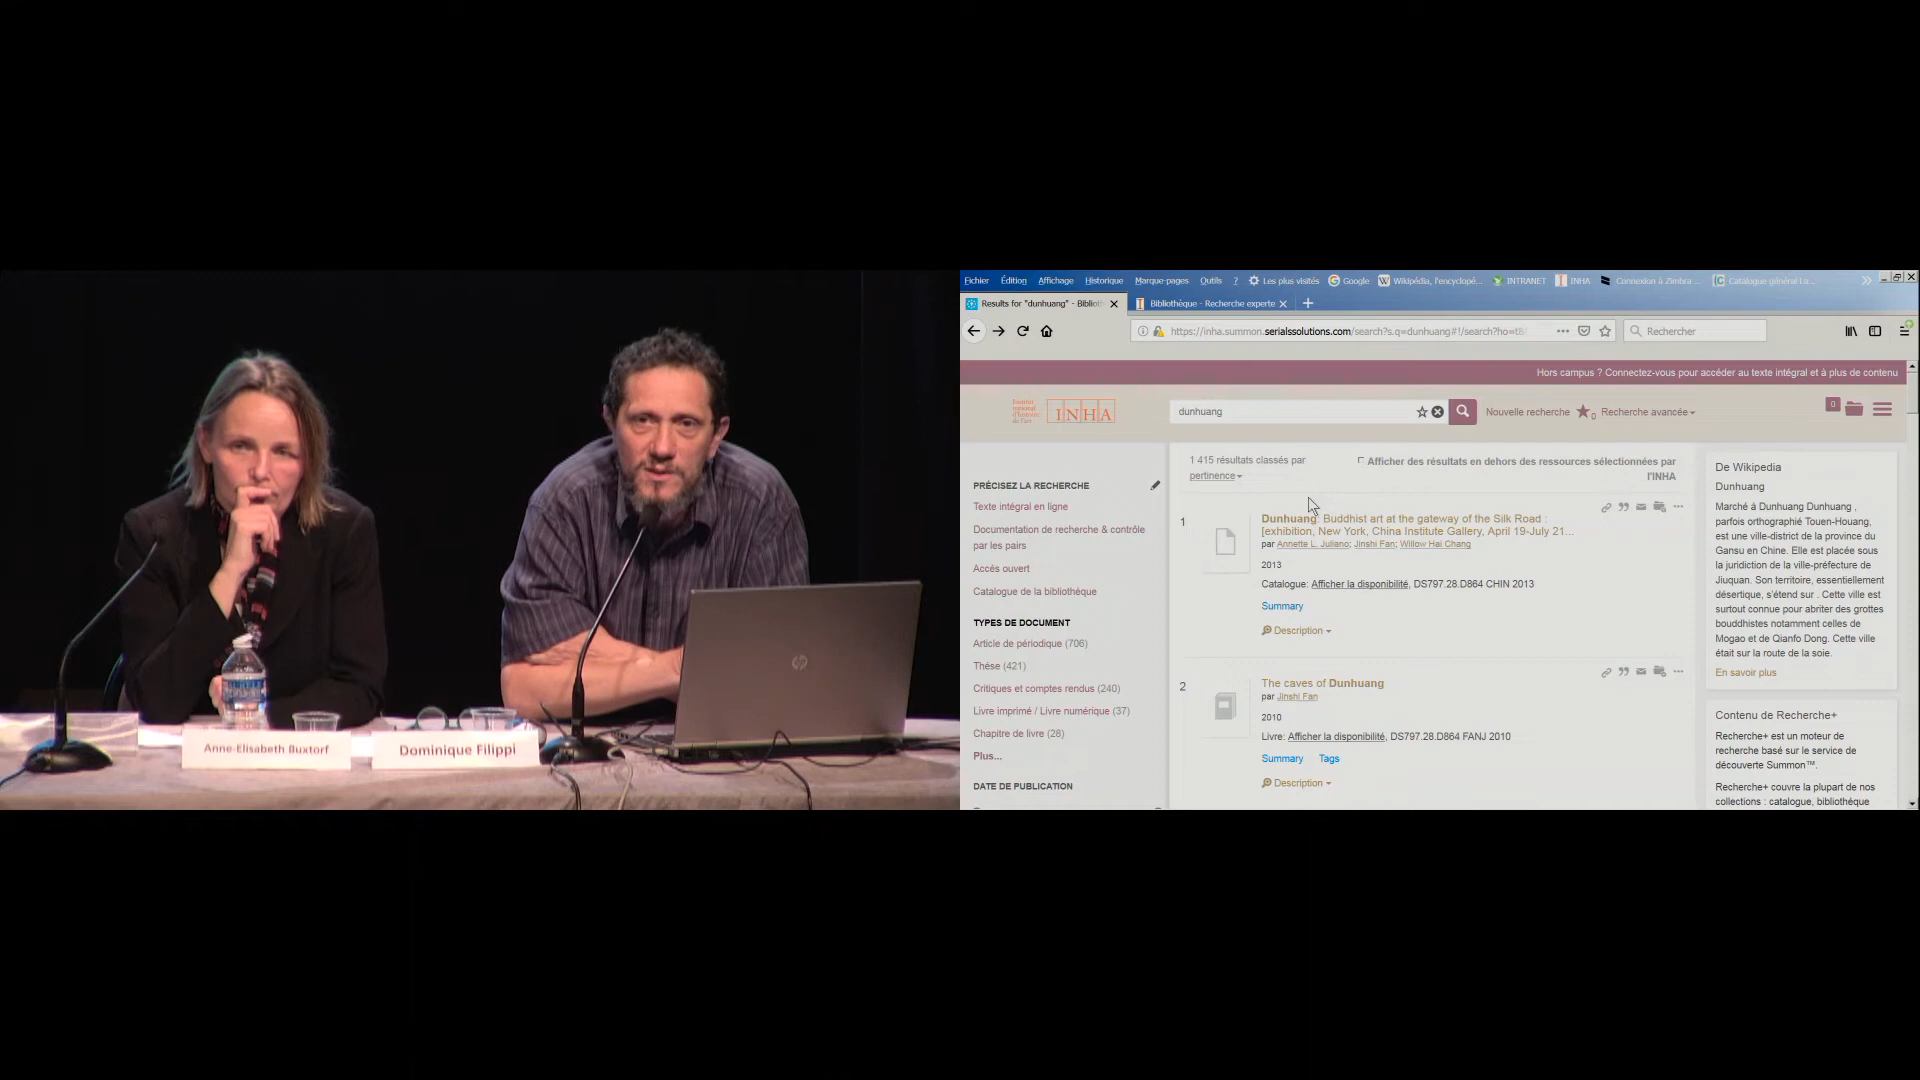 Anne-Elisabeth Buxtorf
Dominique Filippi
Fichier Édition Affichage Historique Marque-pages Outils ? Les plus visités Google Wikipédia, l'encyclopé... INTRANET INHA Connexion à Zimbra ... Catalogue général Lo...
Results for "dunhuang" - Biblioth
Bibliothèque - Recherche experte
https://inha.summon.serialssolutions.com/search?s.q=dunhuang#!/search?ho=t&
Rechercher
Hors campus ? Connectez-vous pour accéder au texte intégral et à plus de contenu
Institut
national
d'histoire
de l'art
INHA
dunhuang
Nouvelle recherche
0
Recherche avancée
0
PRÉCISEZ LA RECHERCHE
Texte intégral en ligne
Documentation de recherche & contrôle
par les pairs
Accès ouvert
Catalogue de la bibliothèque
TYPES DE DOCUMENT
Article de périodique (706)
Thèse (421)
Critiques et comptes rendus (240)
Livre imprimé / Livre numérique (37)
Chapitre de livre (28)
Plus...
DATE DE PUBLICATION
1 415 résultats classés par
pertinence
Afficher des résultats en dehors des ressources sélectionnées par
l'INHA
1
Dunhuang: Buddhist art at the gateway of the Silk Road :
[exhibition, New York, China Institute Gallery, April 19-July 21...
par Annette L. Juliano; Jinshi Fan; Willow Hai Chang
2013
Catalogue: Afficher la disponibilité, DS797.28.D864 CHIN 2013
Summary
Description
2
The caves of Dunhuang
par Jinshi Fan
2010
Livre: Afficher la disponibilité, DS797.28.D864 FANJ 2010
Summary Tags
Description
De Wikipedia
Dunhuang
Marché à Dunhuang Dunhuang ,
parfois orthographié Touen-Houang,
est une ville-district de la province du
Gansu en Chine. Elle est placée sous
la juridiction de la ville-préfecture de
Jiuquan. Son territoire, essentiellement
désertique, s'étend sur . Cette ville est
surtout connue pour abriter des grottes
bouddhistes notamment celles de
Mogao et de Qianfo Dong. Cette ville
était sur la route de la soie.
En savoir plus
Contenu de Recherche+
Recherche+ est un moteur de
recherche basé sur le service de
découverte Summon™.
Recherche+ couvre la plupart de nos
collections : catalogue, bibliothèque